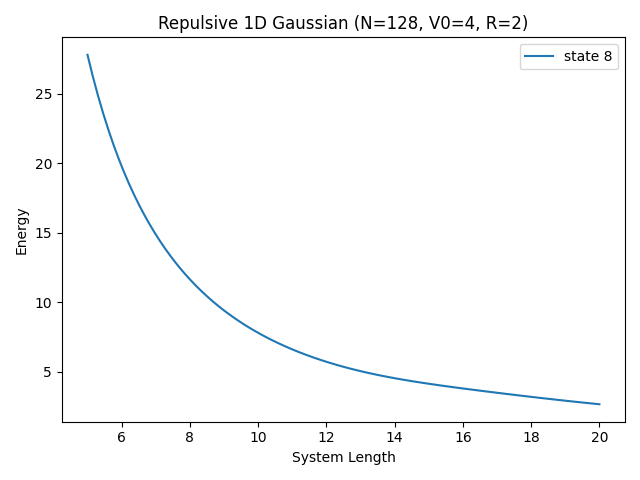 Repulsive 1D Gaussian (N=128, V0=4, R=2)
state 8
Energy
25
20
15
10
5
6 8 10 12 14 16 18 20
System Length